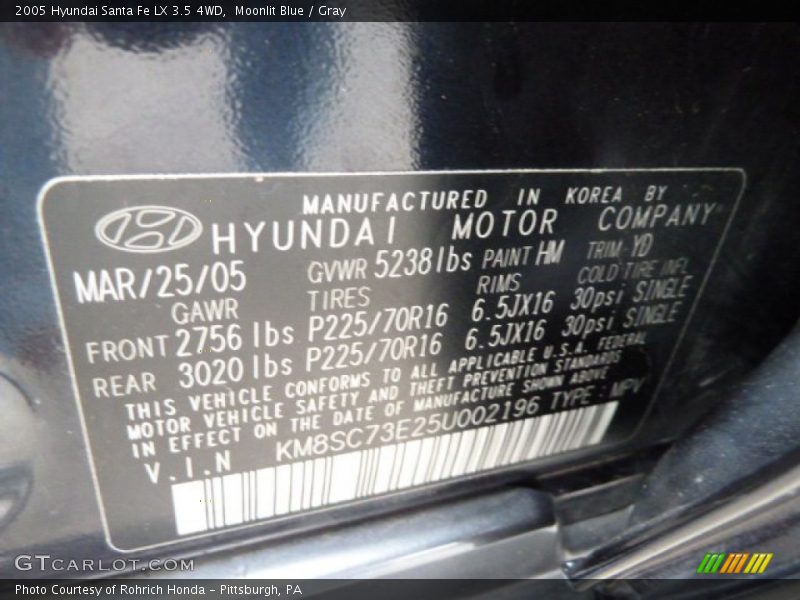 2005 Hyundai Santa Fe LX 3.5 4WD, Moonlit Blue / Gray
MANUFACTURED IN KOREA BY
HYUNDAI MOTOR COMPANY
MAR/25/05 GVWR 5238lbs PAINT HM TRIM YD
GAWR TIRES RIMS COLD TIRE INFL
FRONT 2756 lbs P225/70R16 6.5JX16 30psi SINGLE
REAR 3020 lbs P225/70R16 6.5JX16 30psi SINGLE
THIS VEHICLE CONFORMS TO ALL APPLICABLE U.S.A. FEDERAL
MOTOR VEHICLE SAFETY AND THEFT PREVENTION STANDARDS
IN EFFECT ON THE DATE OF MANUFACTURE SHOWN ABOVE
V.I.N KM8SC73E25U002196 TYPE: MPV
GTCARLOT.COM
Photo Courtesy of Rohrich Honda - Pittsburgh, PA